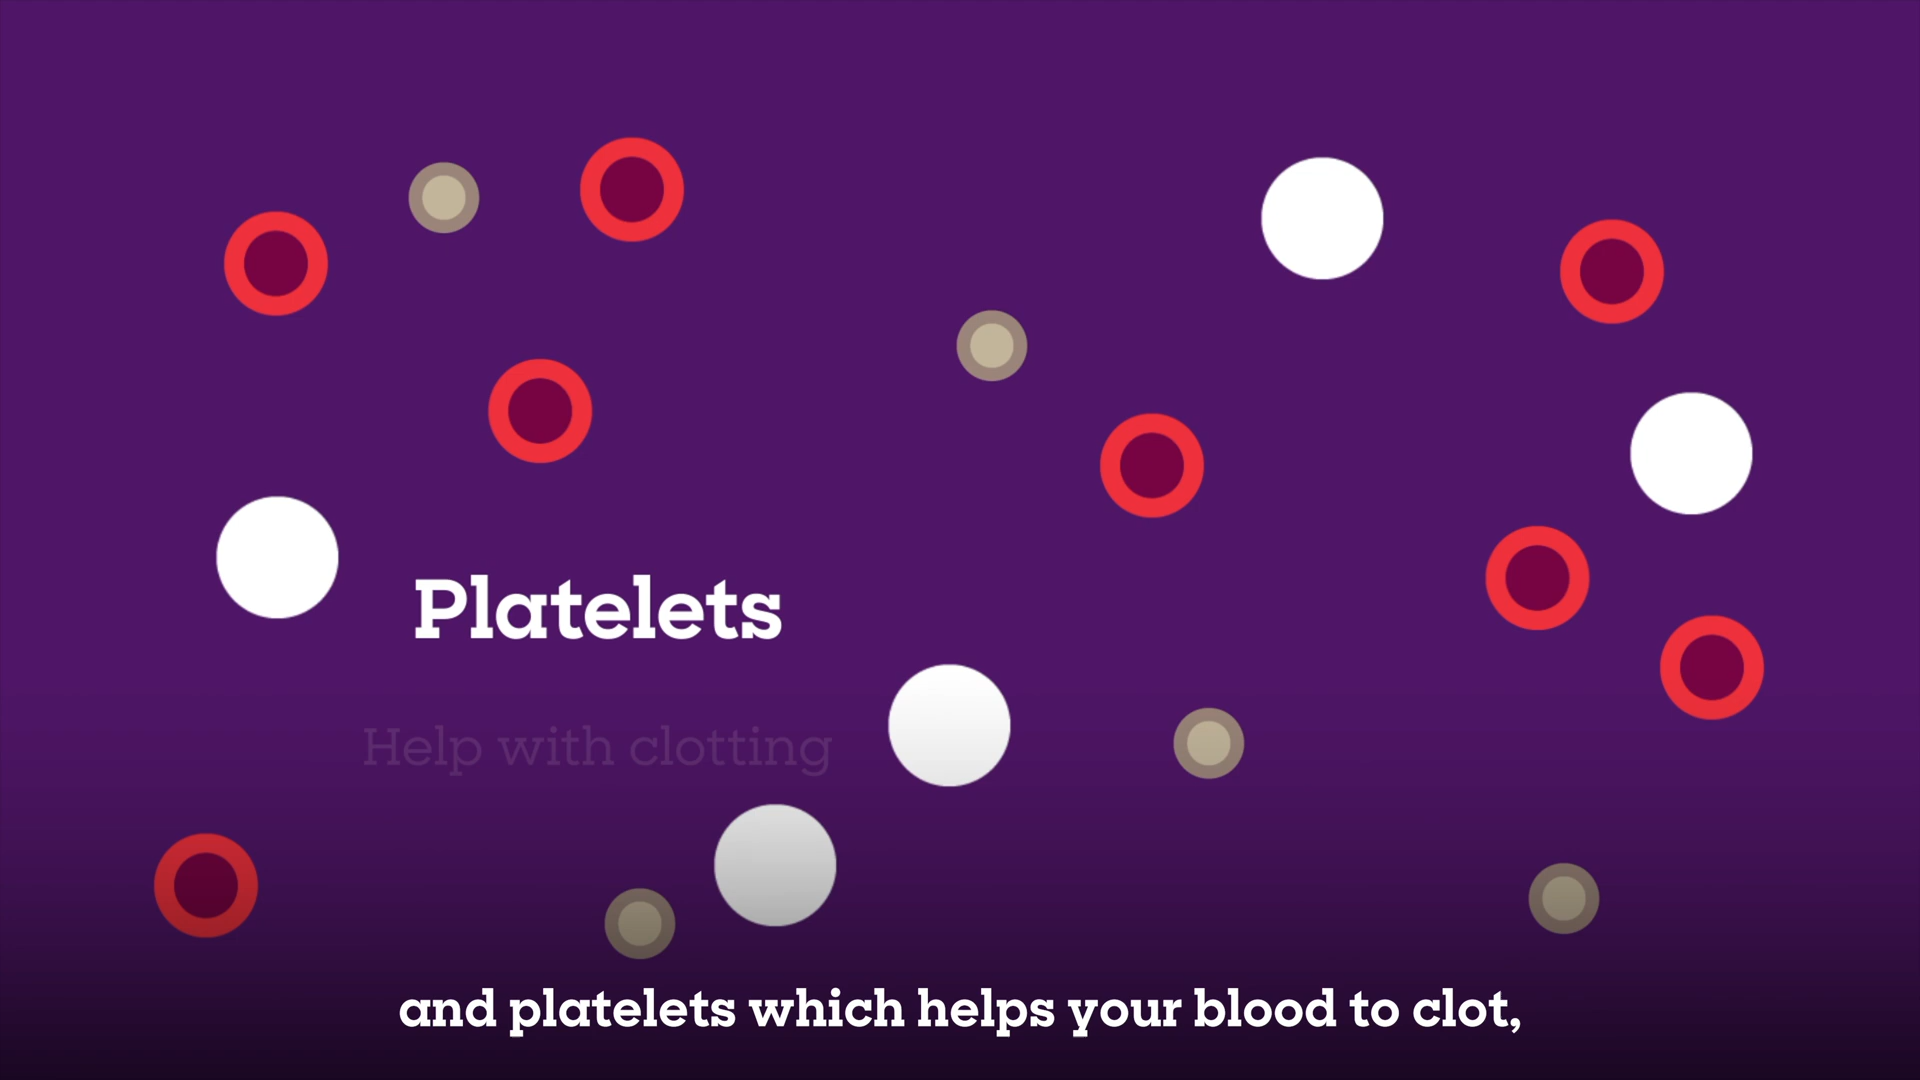 Platelets
Help with clotting
and platelets which helps your blood to clot,